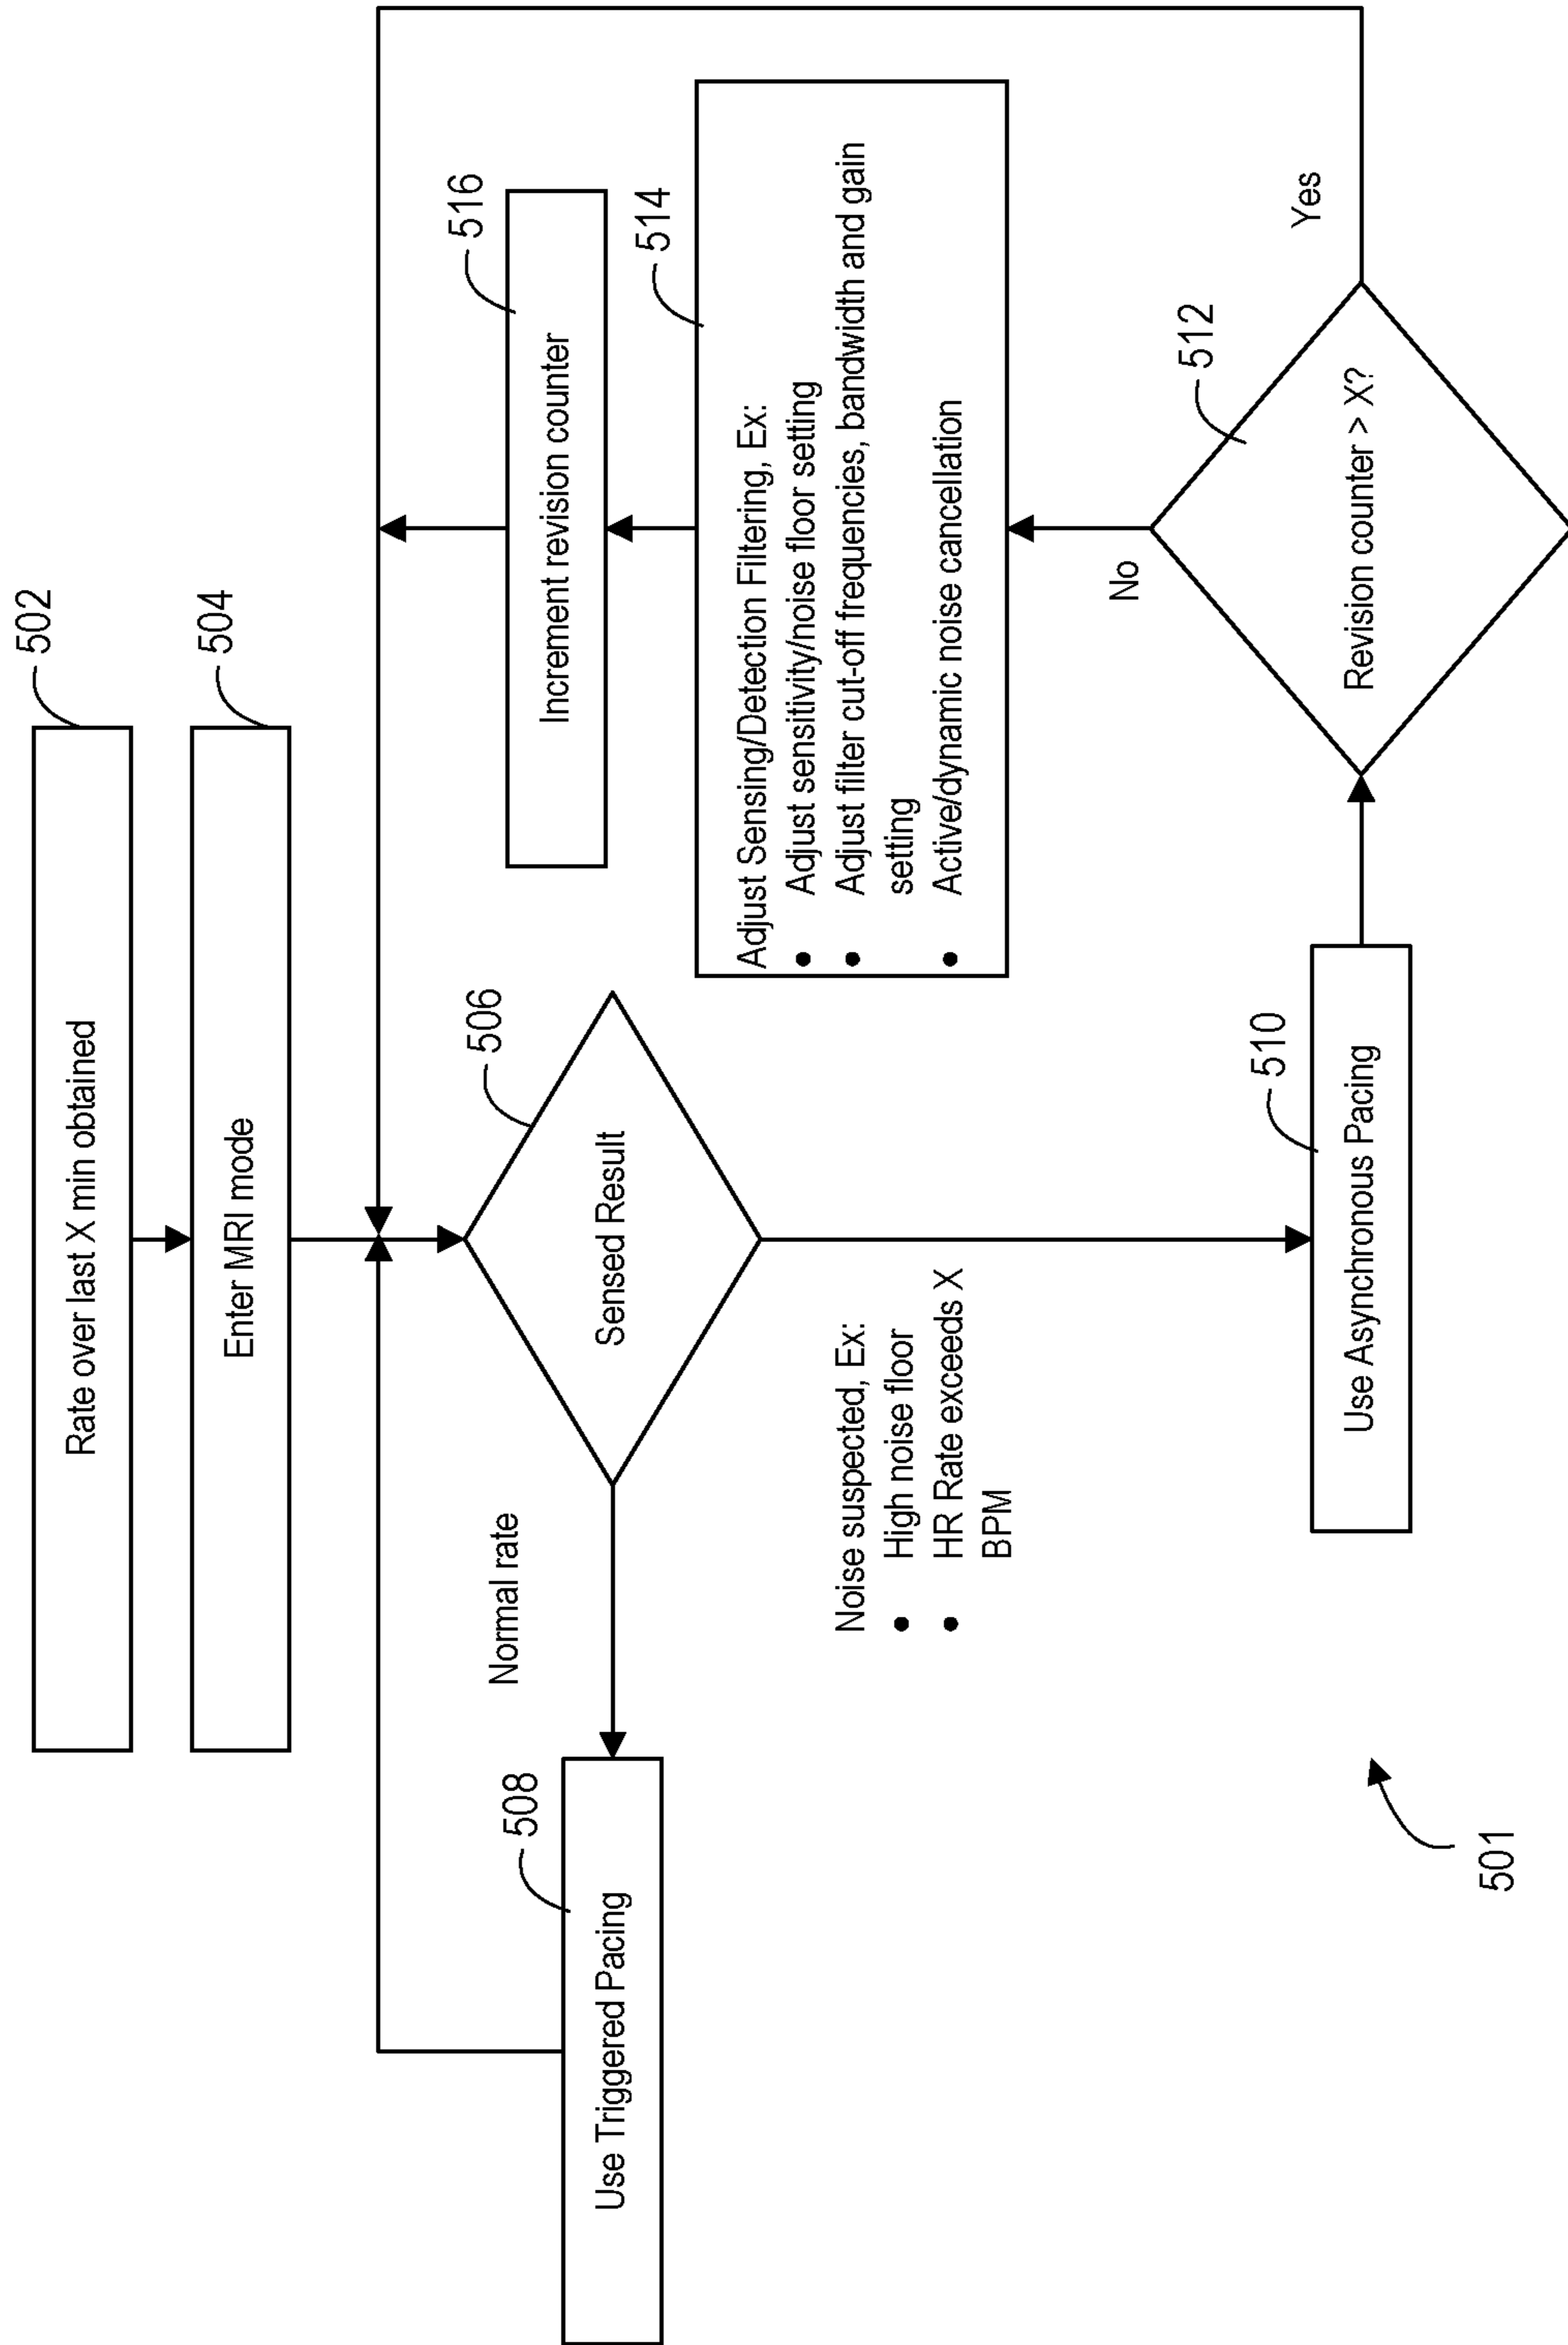 502
Rate over last X min obtained
504
Enter MRI mode
506
Sensed Result
Normal rate
508
Use Triggered Pacing
Noise suspected, Ex:
• High noise floor
• HR Rate exceeds X
BPM
510
Use Asynchronous Pacing
512
Revision counter > X?
Yes
No
514
Adjust Sensing/Detection Filtering, Ex:
• Adjust sensitivity/noise floor setting
• Adjust filter cut-off frequencies, bandwidth and gain
setting
• Active/dynamic noise cancellation
516
Increment revision counter
501